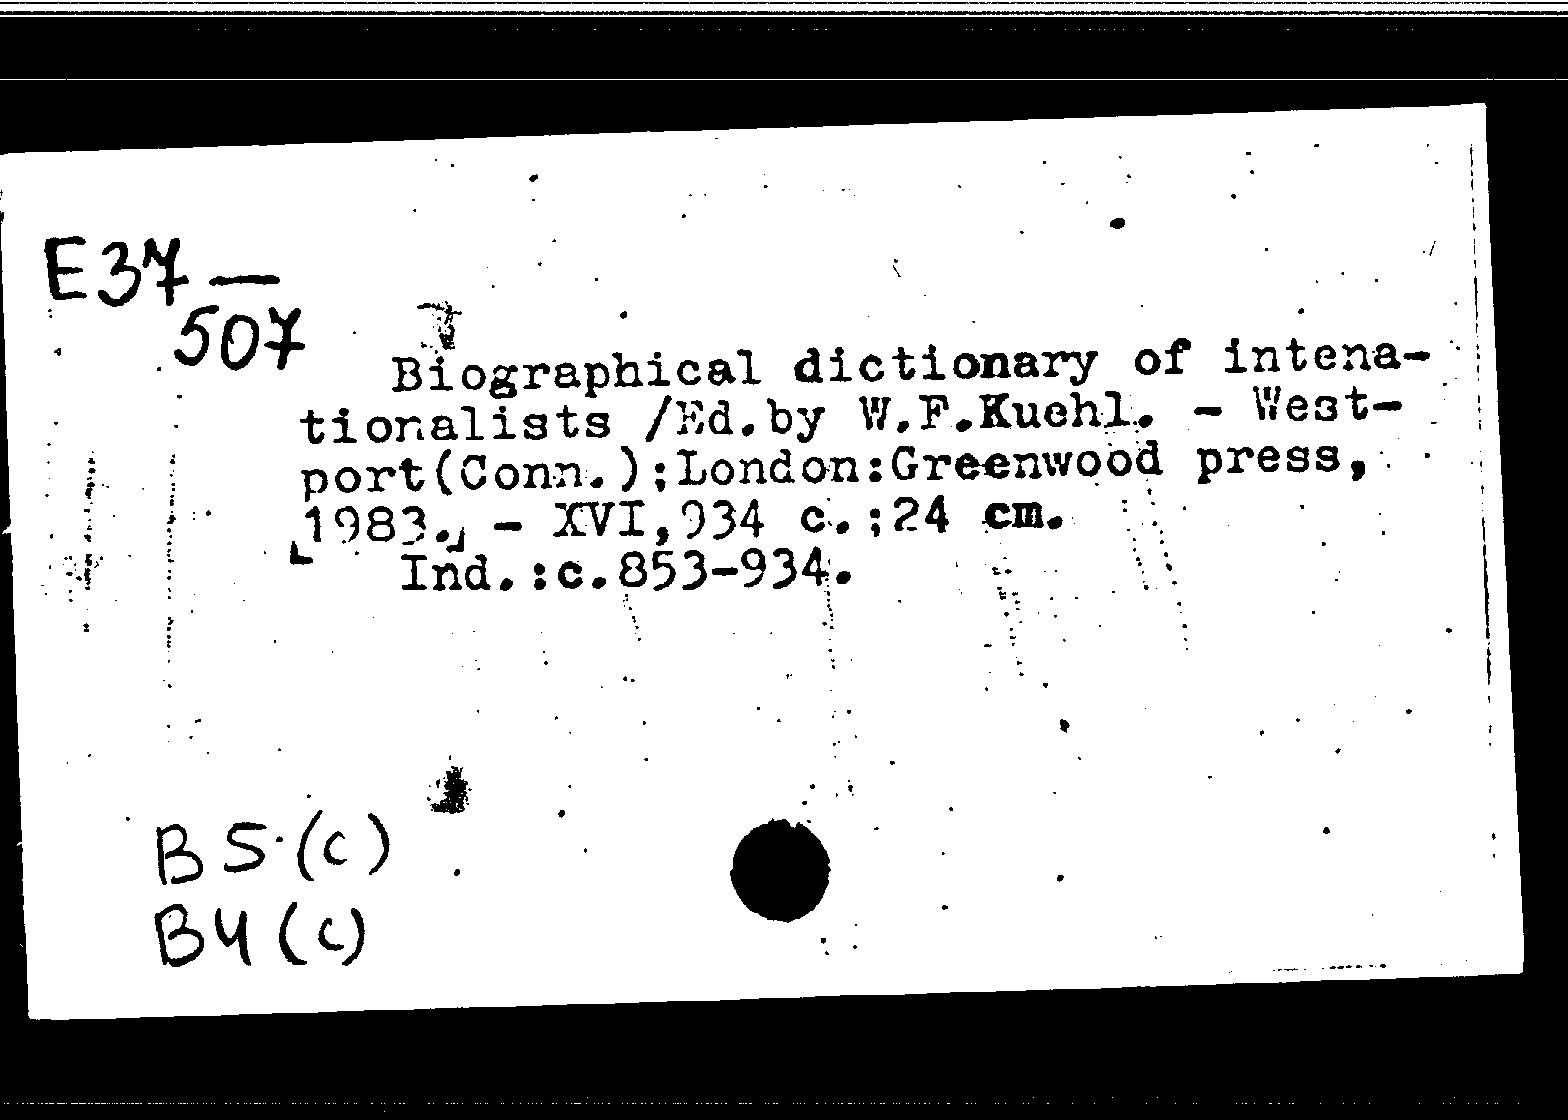 E37—
507
Biographical dictionary of intena-
tionalists /Ed.by W.F.Kuehl. - West-
port(Conn.);London:Greenwood press,
[1983.] - XVI,934 c.;24 cm.
Ind.:c.853-934.
B5(c)
B4(c)